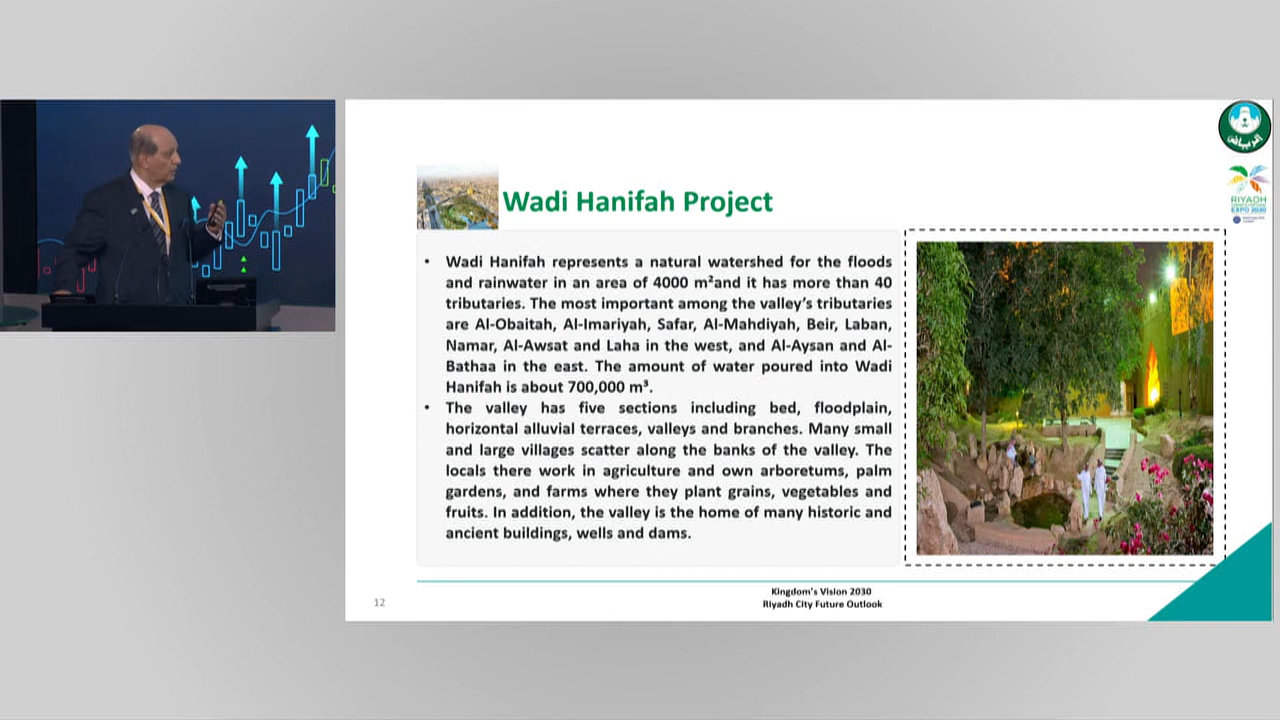 الرياض
Wadi Hanifah Project
RIYADH
EXPO 2030
• Wadi Hanifah represents a natural watershed for the floods
and rainwater in an area of 4000 m²and it has more than 40
tributaries. The most important among the valley's tributaries
are Al-Obaitah, Al-Imariyah, Safar, Al-Mahdiyah, Beir, Laban,
Namar, Al-Awsat and Laha in the west, and Al-Aysan and Al-
Bathaa in the east. The amount of water poured into Wadi
Hanifah is about 700,000 m³.
• The valley has five sections including bed, floodplain,
horizontal alluvial terraces, valleys and branches. Many small
and large villages scatter along the banks of the valley. The
locals there work in agriculture and own arboretums, palm
gardens, and farms where they plant grains, vegetables and
fruits. In addition, the valley is the home of many historic and
ancient buildings, wells and dams.
Kingdom's Vision 2030
Riyadh City Future Outlook
12